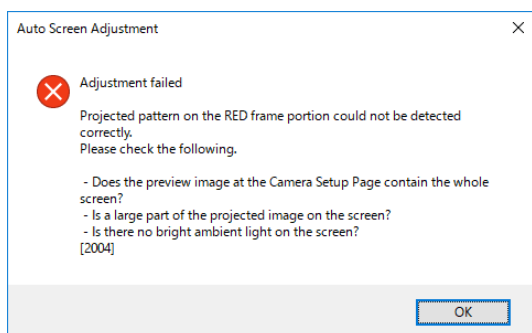 Auto Screen Adjustment
Adjustment failed
Projected pattern on the RED frame portion could not be detected
correctly.
Please check the following.
- Does the preview image at the Camera Setup Page contain the whole
screen?
- Is a large part of the projected image on the screen?
- Is there no bright ambient light on the screen?
[2004]
OK